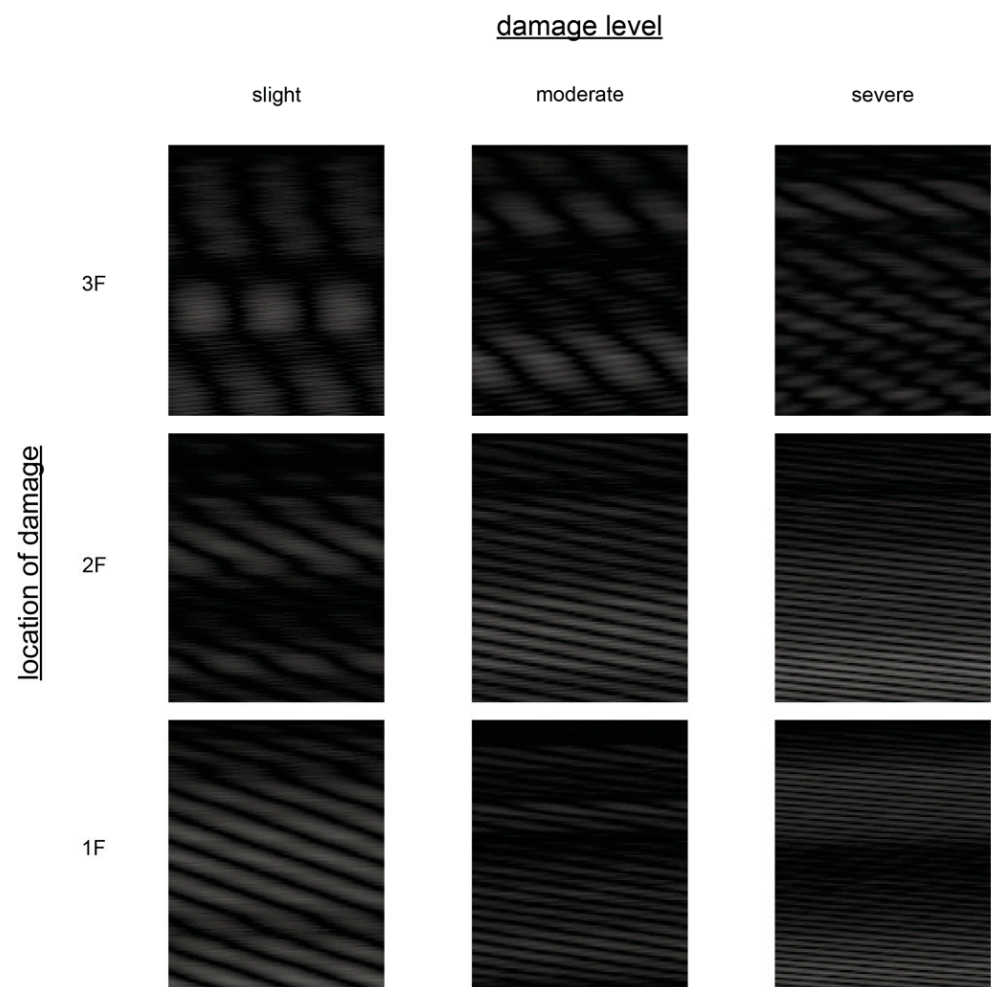 damage level
slight
moderate
severe
3F
location of damage
2F
1F